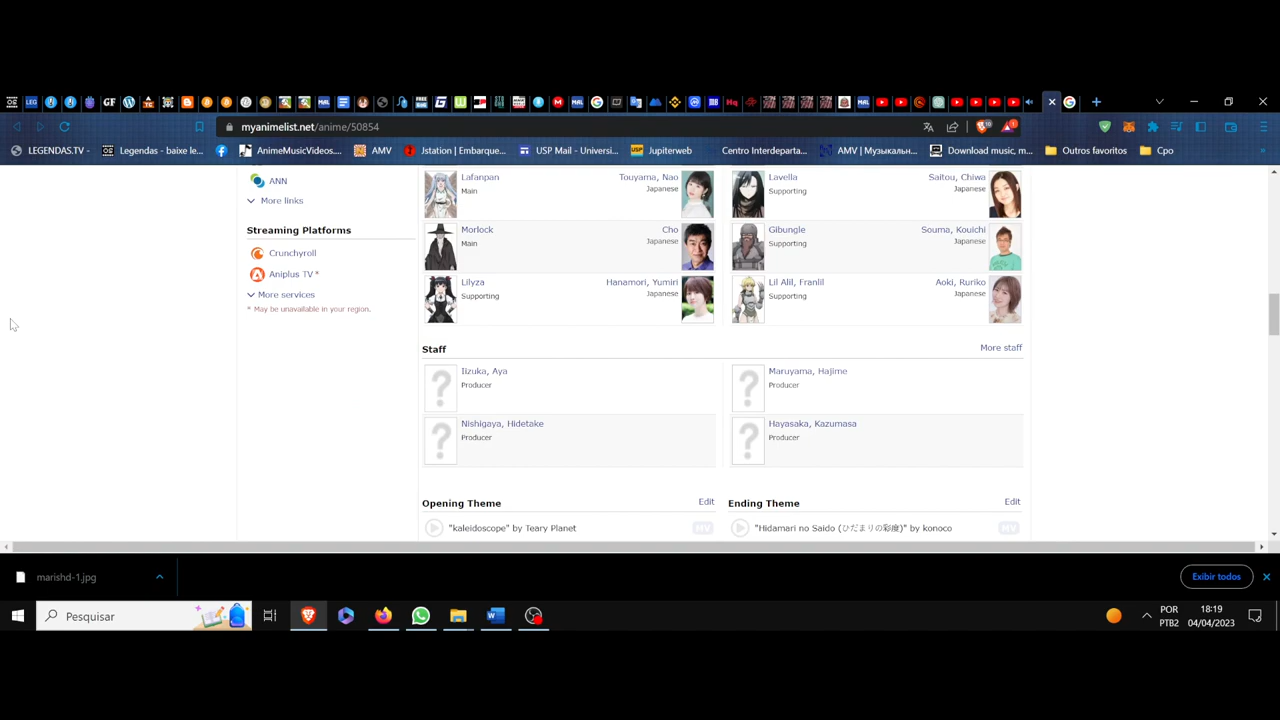 myanimelist.net/anime/50854
LEGENDAS.TV - Legendas - baixe le... AnimeMusicVideos.... AMV Jstation | Embarque... USP Mail - Universi... Jupiterweb Centro Interdeparta... AMV | Музыкальн... Download music, m... Outros favoritos Cpo
ANN
More links
Streaming Platforms
Crunchyroll
Aniplus TV *
More services
* May be unavailable in your region.
Lafanpan Touyama, Nao
Main Japanese
Lavella Saitou, Chiwa
Supporting Japanese
Morlock Cho
Main Japanese
Gibungle Souma, Kouichi
Supporting Japanese
Lilyza Hanamori, Yumiri
Supporting Japanese
Lil Alil, Franlil Aoki, Ruriko
Supporting Japanese
Staff More staff
Iizuka, Aya
Producer
Maruyama, Hajime
Producer
Nishigaya, Hidetake
Producer
Hayasaka, Kazumasa
Producer
Opening Theme Edit
"kaleidoscope" by Teary Planet MV
Ending Theme Edit
"Hidamari no Saido (ひだまりの彩度)" by konoco MV
marishd-1.jpg Exibir todos
Pesquisar
POR 18:19
PTB2 04/04/2023